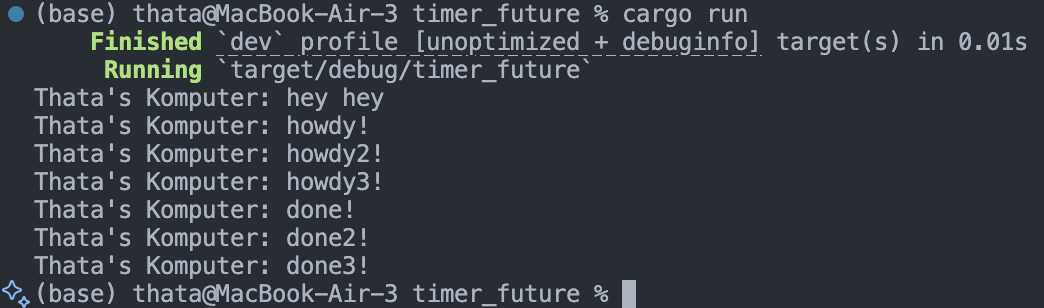 (base) thata@MacBook-Air-3 timer_future % cargo run
Finished `dev` profile [unoptimized + debuginfo] target(s) in 0.01s
Running `target/debug/timer_future`
Thata's Komputer: hey hey
Thata's Komputer: howdy!
Thata's Komputer: howdy2!
Thata's Komputer: howdy3!
Thata's Komputer: done!
Thata's Komputer: done2!
Thata's Komputer: done3!
(base) thata@MacBook-Air-3 timer_future %